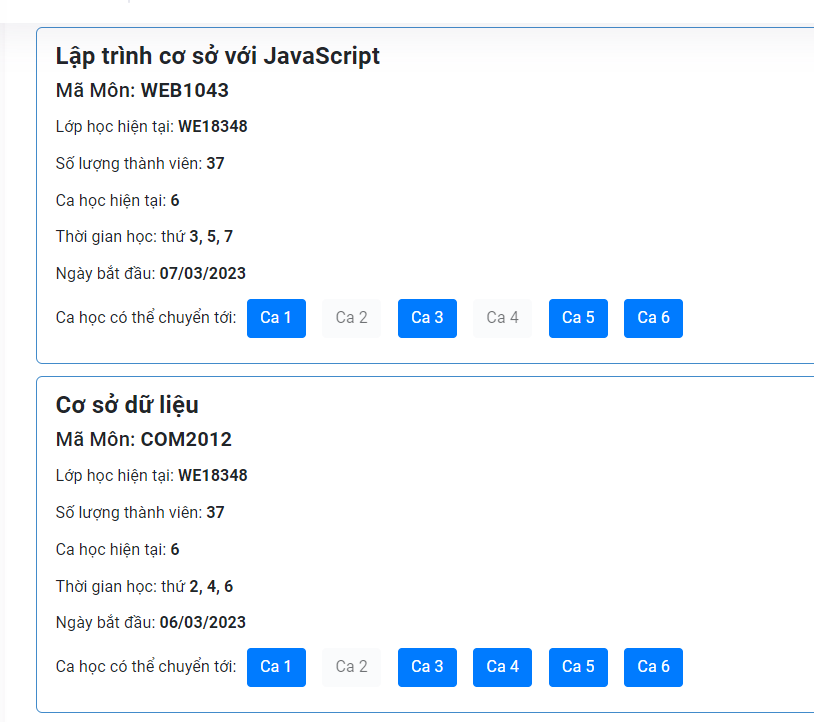 Lập trình cơ sở với JavaScript
Mã Môn: WEB1043
Lớp học hiện tại: WE18348
Số lượng thành viên: 37
Ca học hiện tại: 6
Thời gian học: thứ 3, 5, 7
Ngày bắt đầu: 07/03/2023
Ca học có thể chuyển tới: Ca 1 Ca 2 Ca 3 Ca 4 Ca 5 Ca 6
Cơ sở dữ liệu
Mã Môn: COM2012
Lớp học hiện tại: WE18348
Số lượng thành viên: 37
Ca học hiện tại: 6
Thời gian học: thứ 2, 4, 6
Ngày bắt đầu: 06/03/2023
Ca học có thể chuyển tới: Ca 1 Ca 2 Ca 3 Ca 4 Ca 5 Ca 6